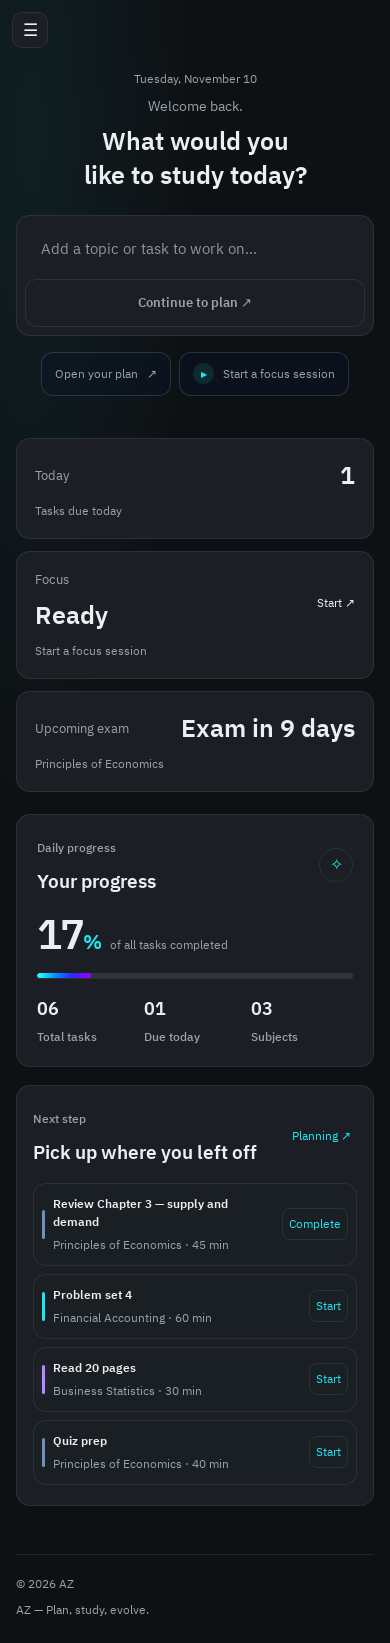 ☰
Tuesday, November 10
Welcome back.
What would you
like to study today?
Add a topic or task to work on...
Continue to plan ↗
Open your plan ↗
Start a focus session
Today
1
Tasks due today
Focus
Ready
Start ↗
Start a focus session
Upcoming exam
Exam in 9 days
Principles of Economics
Daily progress
Your progress
17% of all tasks completed
06 01 03
Total tasks Due today Subjects
Next step
Pick up where you left off
Planning ↗
Review Chapter 3 — supply and
demand
Principles of Economics · 45 min
Complete
Problem set 4
Financial Accounting · 60 min
Start
Read 20 pages
Business Statistics · 30 min
Start
Quiz prep
Principles of Economics · 40 min
Start
© 2026 AZ
AZ — Plan, study, evolve.